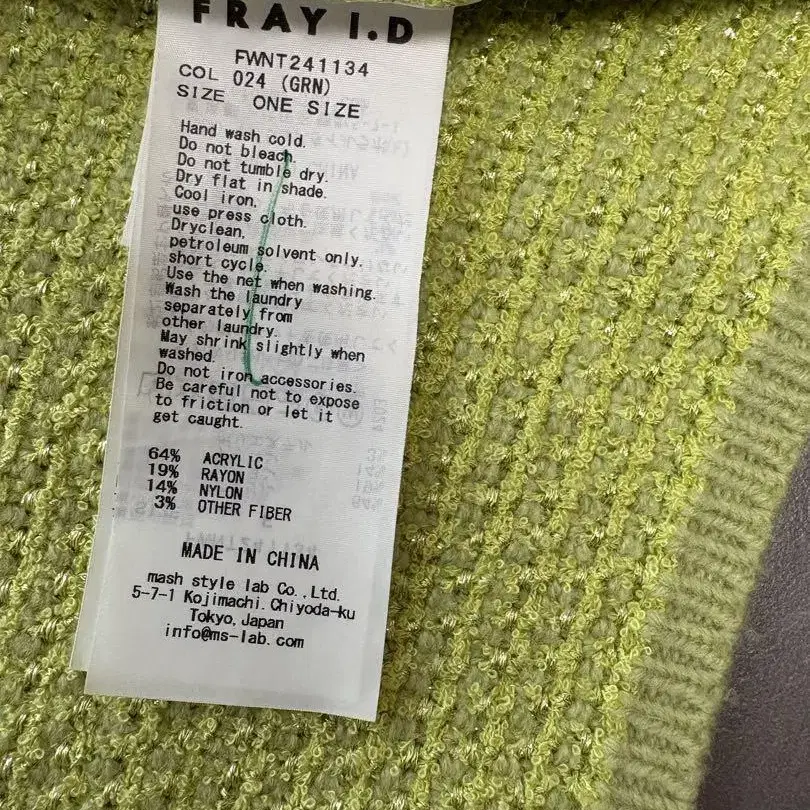 FRAY I.D
FWNT241134
COL 024 (GRN)
SIZE ONE SIZE
Hand wash cold.
Do not bleach.
Do not tumble dry.
Dry flat in shade.
Cool iron,
use press cloth.
Dryclean,
petroleum solvent only.
short cycle.
Use the net when washing.
Wash the laundry
separately from
other laundry.
May shrink slightly when
washed.
Do not iron accessories.
Be careful not to expose
to friction or let it
get caught.
64% ACRYLIC
19% RAYON
14% NYLON
3% OTHER FIBER
MADE IN CHINA
mash style lab Co., Ltd.
5-7-1 Kojimachi. Chiyoda-ku
Tokyo, Japan
info@ms-lab.com